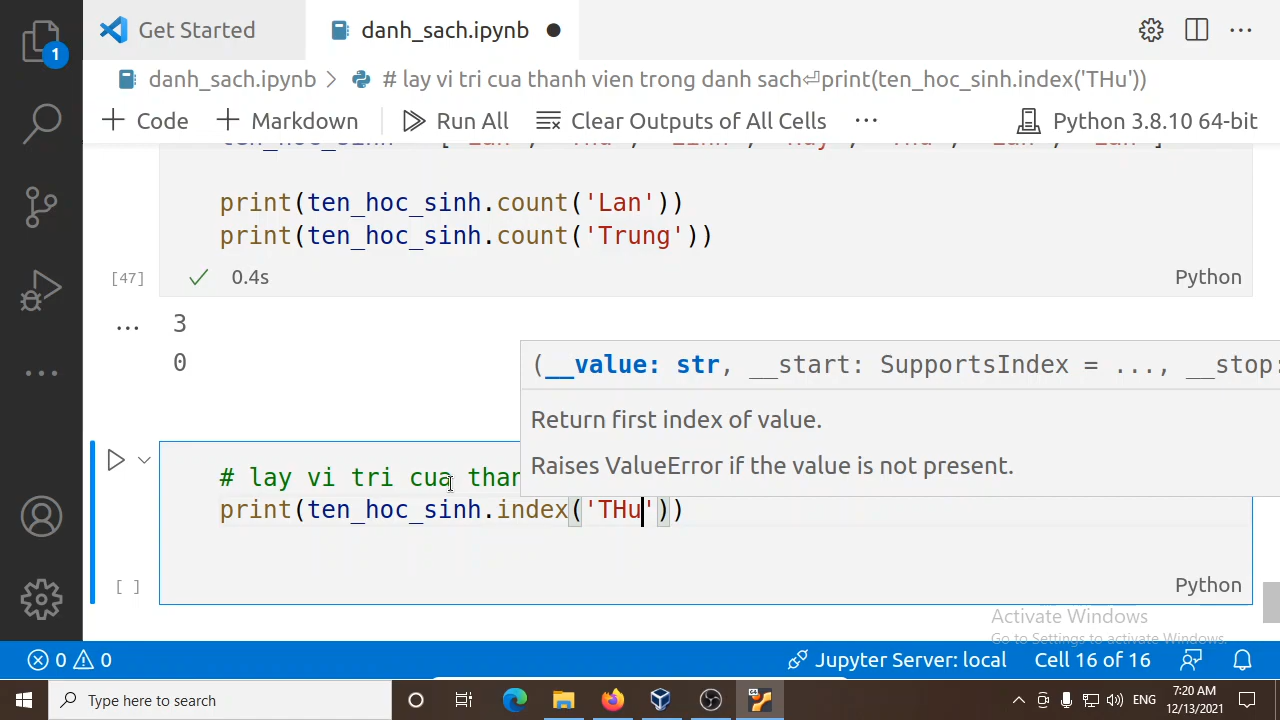 Get Started
danh_sach.ipynb
1
danh_sach.ipynb > # lay vi tri cua thanh vien trong danh sach⏎print(ten_hoc_sinh.index('THu'))
+ Code + Markdown Run All Clear Outputs of All Cells ... Python 3.8.10 64-bit
print(ten_hoc_sinh.count('Lan'))
print(ten_hoc_sinh.count('Trung'))
[47] 0.4s Python
... 3
0
(__value: str, __start: SupportsIndex = ..., __stop:
Return first index of value.
Raises ValueError if the value is not present.
# lay vi tri cua than
print(ten_hoc_sinh.index('THu'))
[ ] Python
Activate Windows
Go to Settings to activate Windows.
0 0 Jupyter Server: local Cell 16 of 16
Type here to search
64
ENG
7:20 AM
12/13/2021